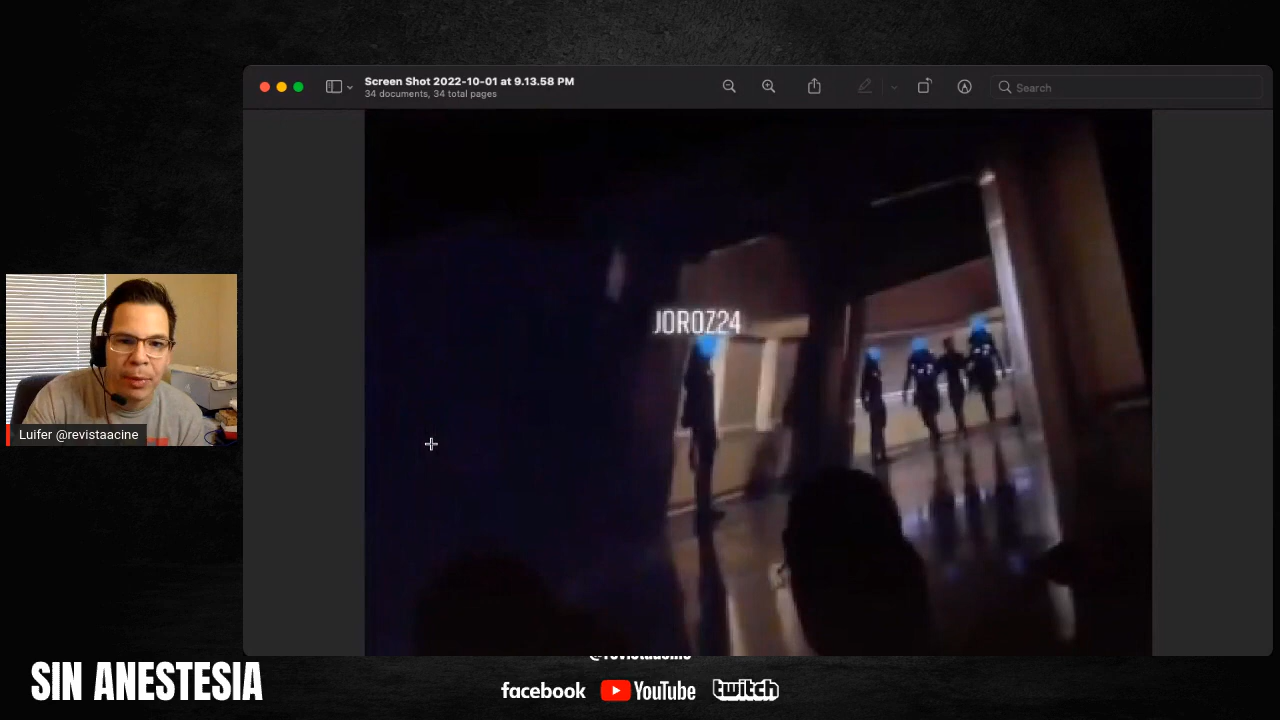 Screen Shot 2022-10-01 at 9.13.58 PM
34 documents, 34 total pages
Search
JOROZ24
Luifer @revistaacine
@revistaacine
SIN ANESTESIA
facebook YouTube twitch